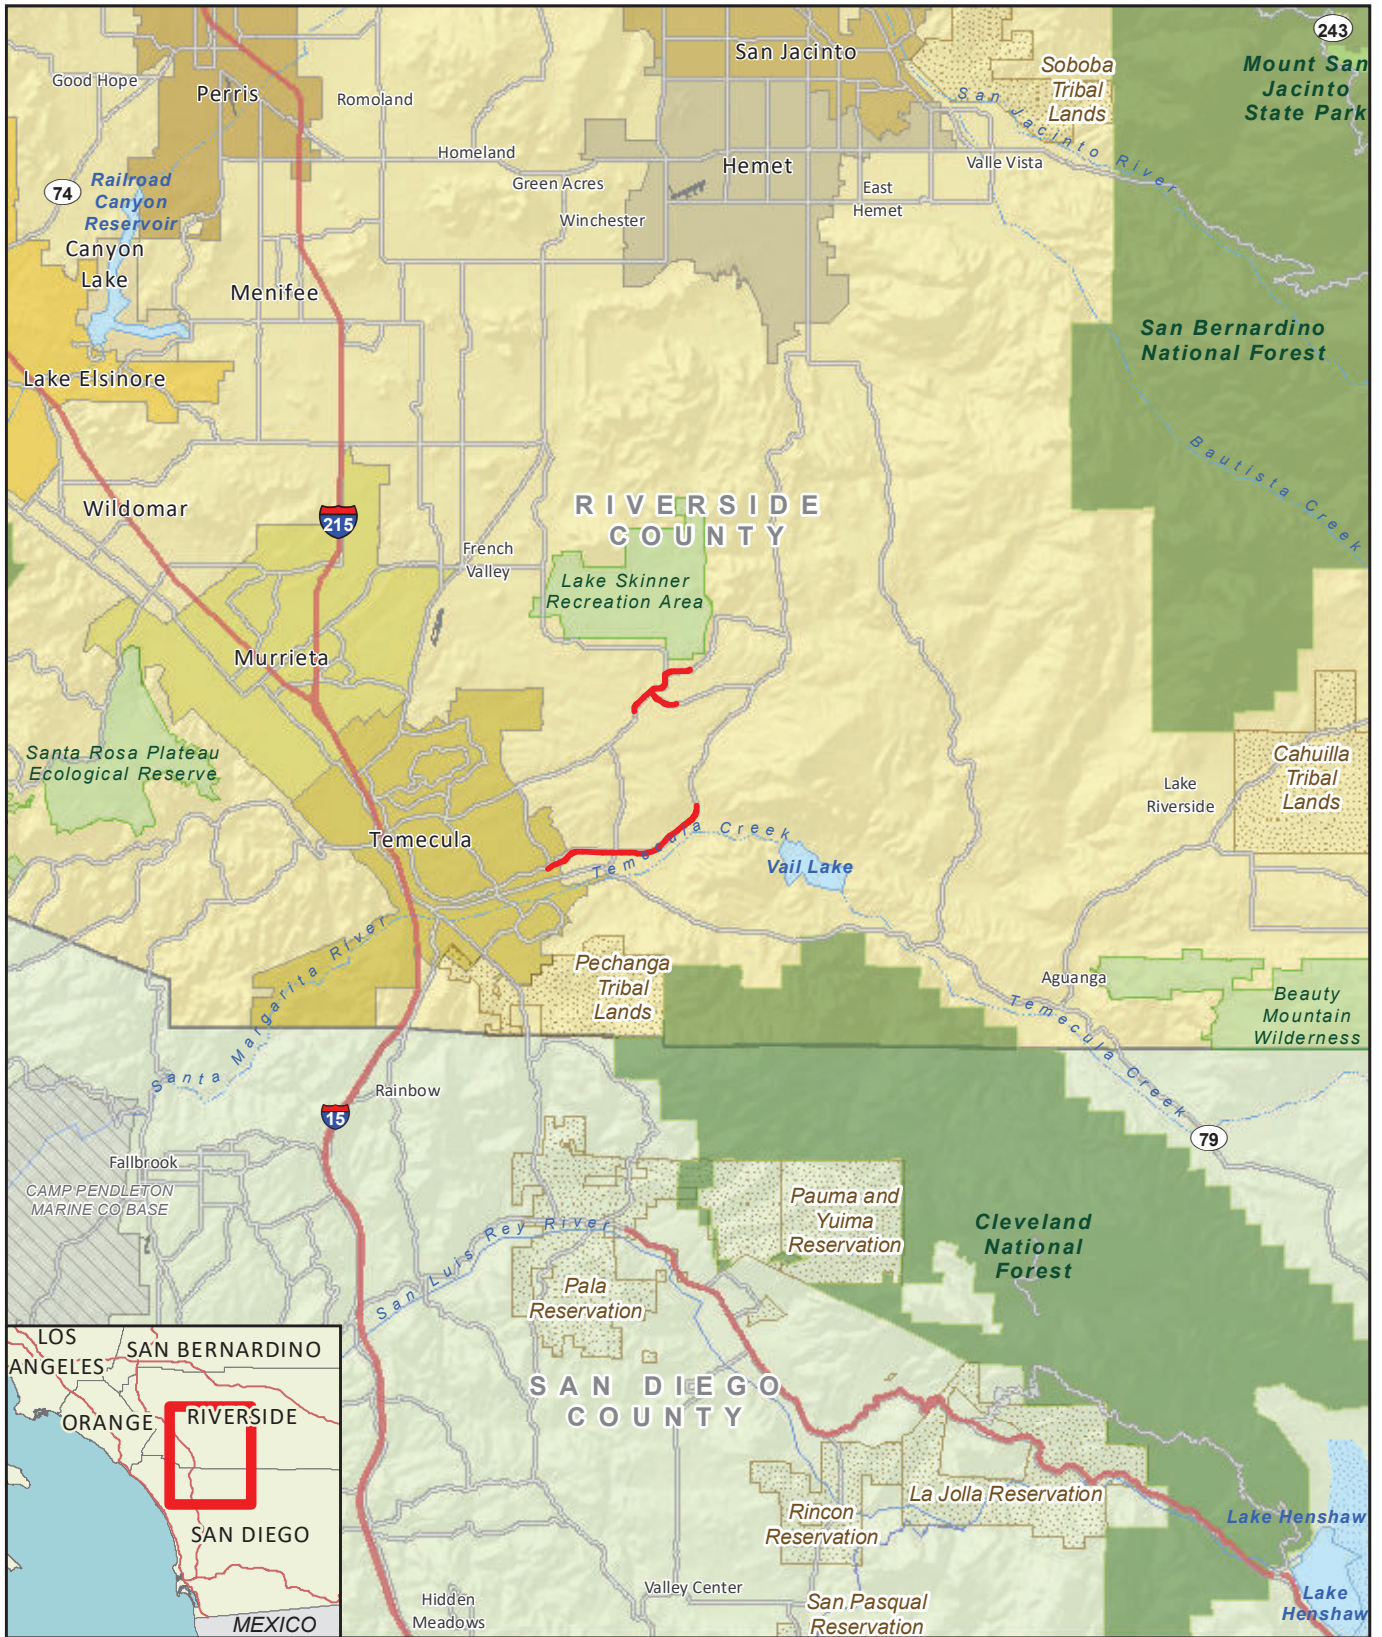 243
San Jacinto
Soboba
Tribal
Lands
Mount San
Jacinto
State Park
Good Hope
Perris
Romoland
San Jacinto River
Homeland
Hemet
Valle Vista
74
Railroad
Canyon
Reservoir
Green Acres
East
Hemet
Winchester
Canyon
Lake
Menifee
San Bernardino
National Forest
Lake Elsinore
Bautista Creek
Wildomar
215
RIVERSIDE
COUNTY
French
Valley
Lake Skinner
Recreation Area
Murrieta
Santa Rosa Plateau
Ecological Reserve
Cahuilla
Tribal
Lands
Lake
Riverside
Temecula
Temecula Creek
Vail Lake
Santa Margarita River
Pechanga
Tribal
Lands
Aguanga
Beauty
Mountain
Wilderness
Temecula Creek
Rainbow
15
79
Fallbrook
CAMP PENDLETON
MARINE CO BASE
Pauma and
Yuima
Reservation
Cleveland
National
Forest
San Luis Rey River
Pala
Reservation
SAN DIEGO
COUNTY
LOS
ANGELES
SAN BERNARDINO
ORANGE
RIVERSIDE
SAN DIEGO
MEXICO
La Jolla Reservation
Rincon
Reservation
Lake Henshaw
Valley Center
Hidden
Meadows
San Pasqual
Reservation
Lake
Henshaw